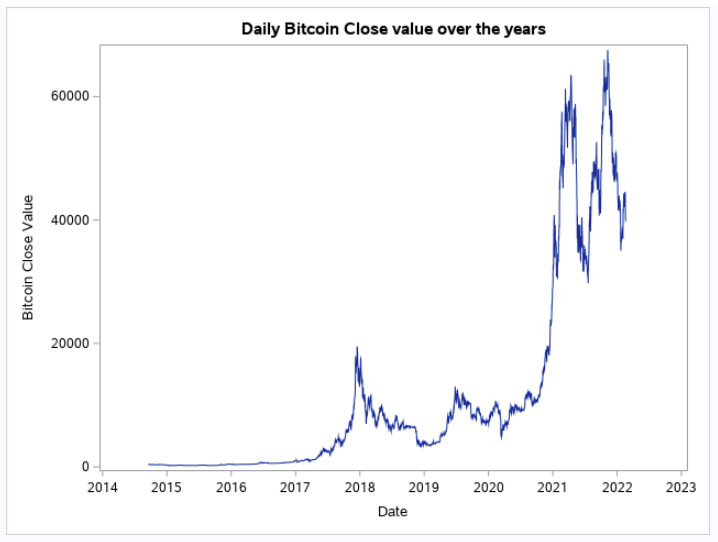 Daily Bitcoin Close value over the years
60000
40000
20000
0
Bitcoin Close Value
2014 2015 2016 2017 2018 2019 2020 2021 2022 2023
Date